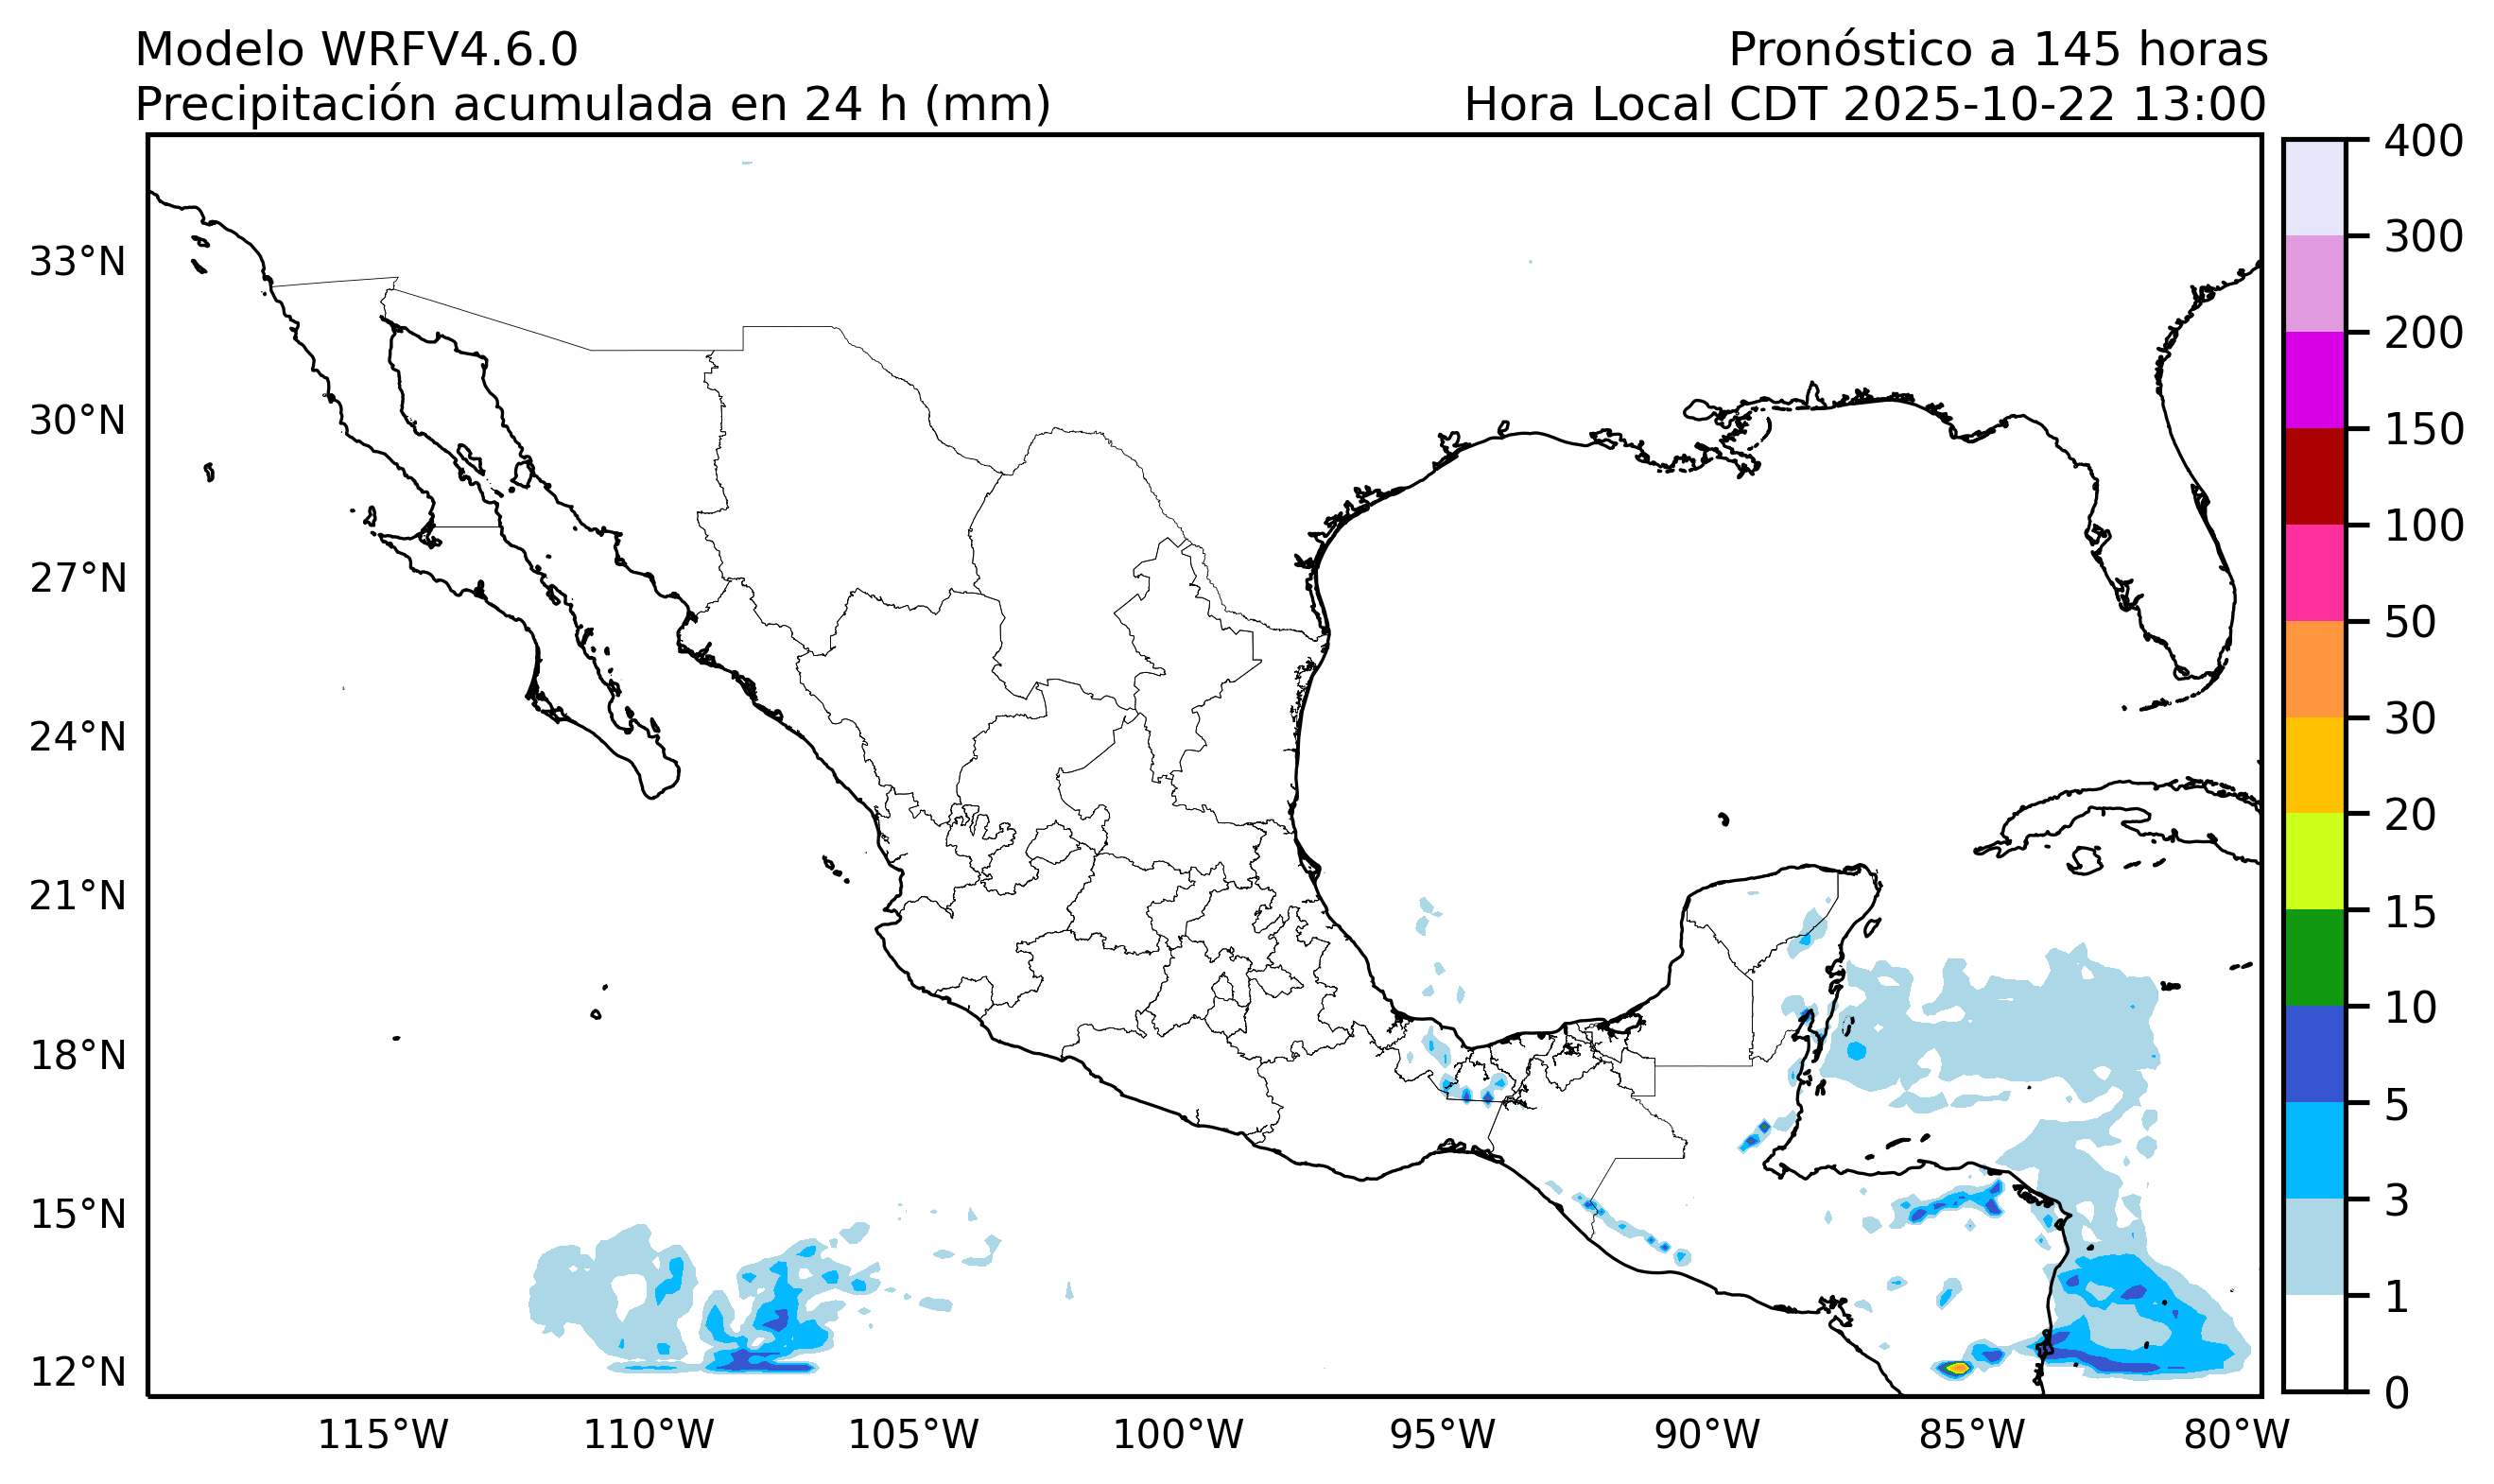 Modelo WRFV4.6.0
Pronóstico a 145 horas
Precipitación acumulada en 24 h (mm)
Hora Local CDT 2025-10-22 13:00
33°N
30°N
27°N
24°N
21°N
18°N
15°N
12°N
115°W
110°W
105°W
100°W
95°W
90°W
85°W
80°W
400
300
200
150
100
50
30
20
15
10
5
3
1
0